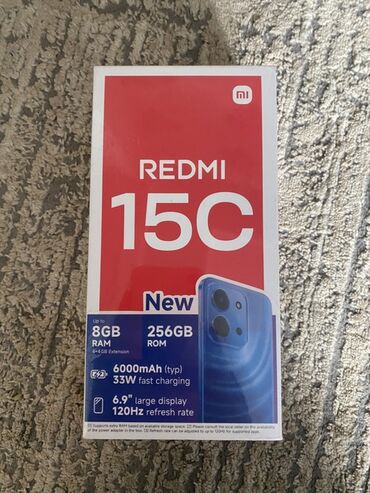 mi
REDMI
15C
New
Up to
8GB 256GB
RAM ROM
4+4GB Extension
6000mAh (typ)
33W fast charging
6.9" large display
120Hz refresh rate